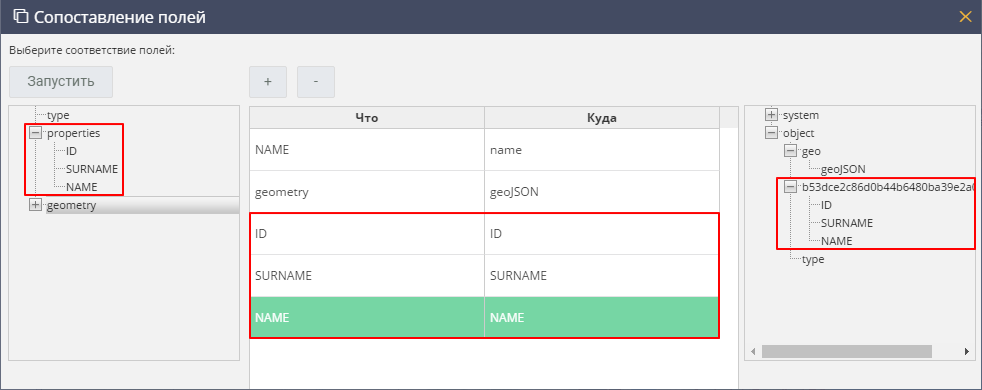 Сопоставление полей
Выберите соответствие полей:
Запустить
+
-
type
properties
ID
SURNAME
NAME
geometry
Что Куда
NAME name
geometry geoJSON
ID ID
SURNAME SURNAME
NAME NAME
system
object
geo
geoJSON
b53dce2c86d0b44b6480ba39e2a0
ID
SURNAME
NAME
type